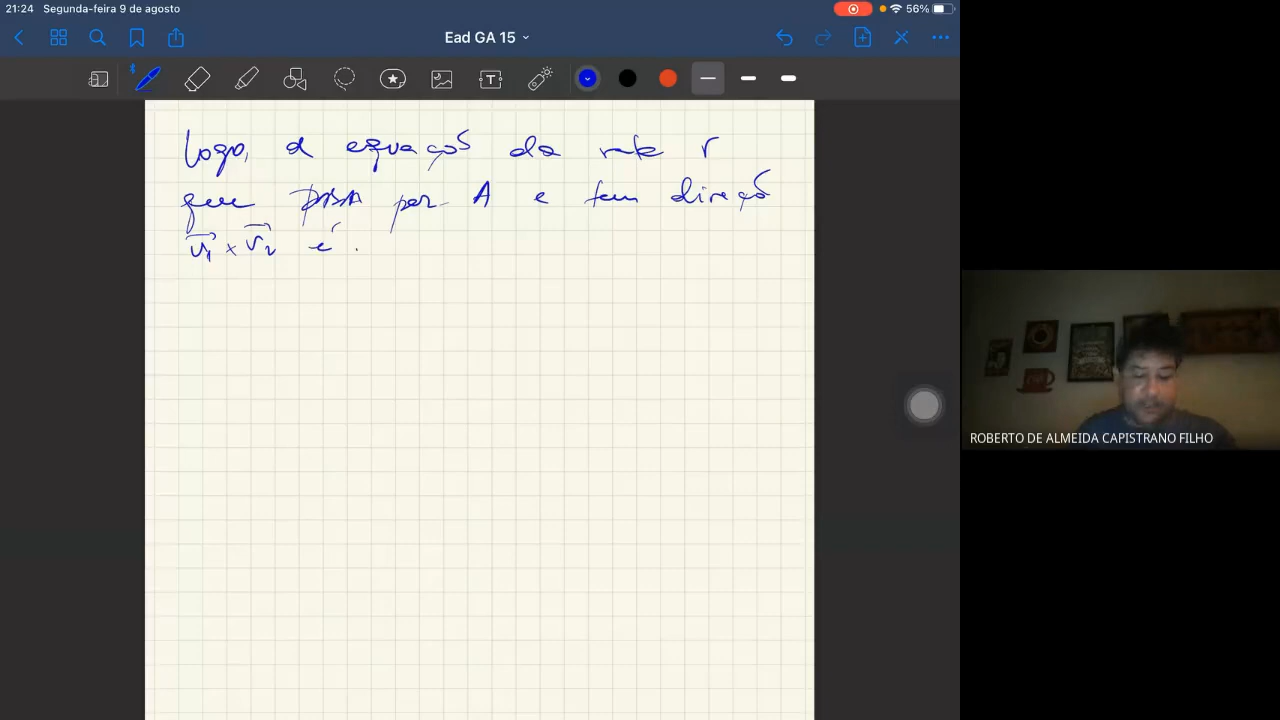 21:24 Segunda-feira 9 de agosto
56%
Ead GA 15
T
Logo, a equação da reta r
que passa por A e tem direção
v₁ × v₂ é
ROBERTO DE ALMEIDA CAPISTRANO FILHO